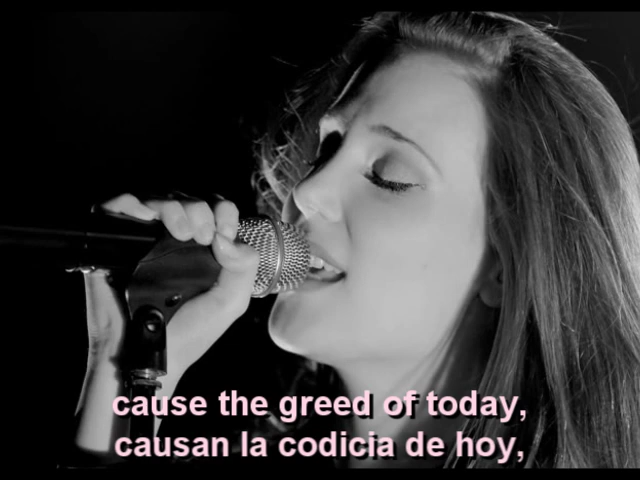 cause the greed of today,
causan la codicia de hoy,